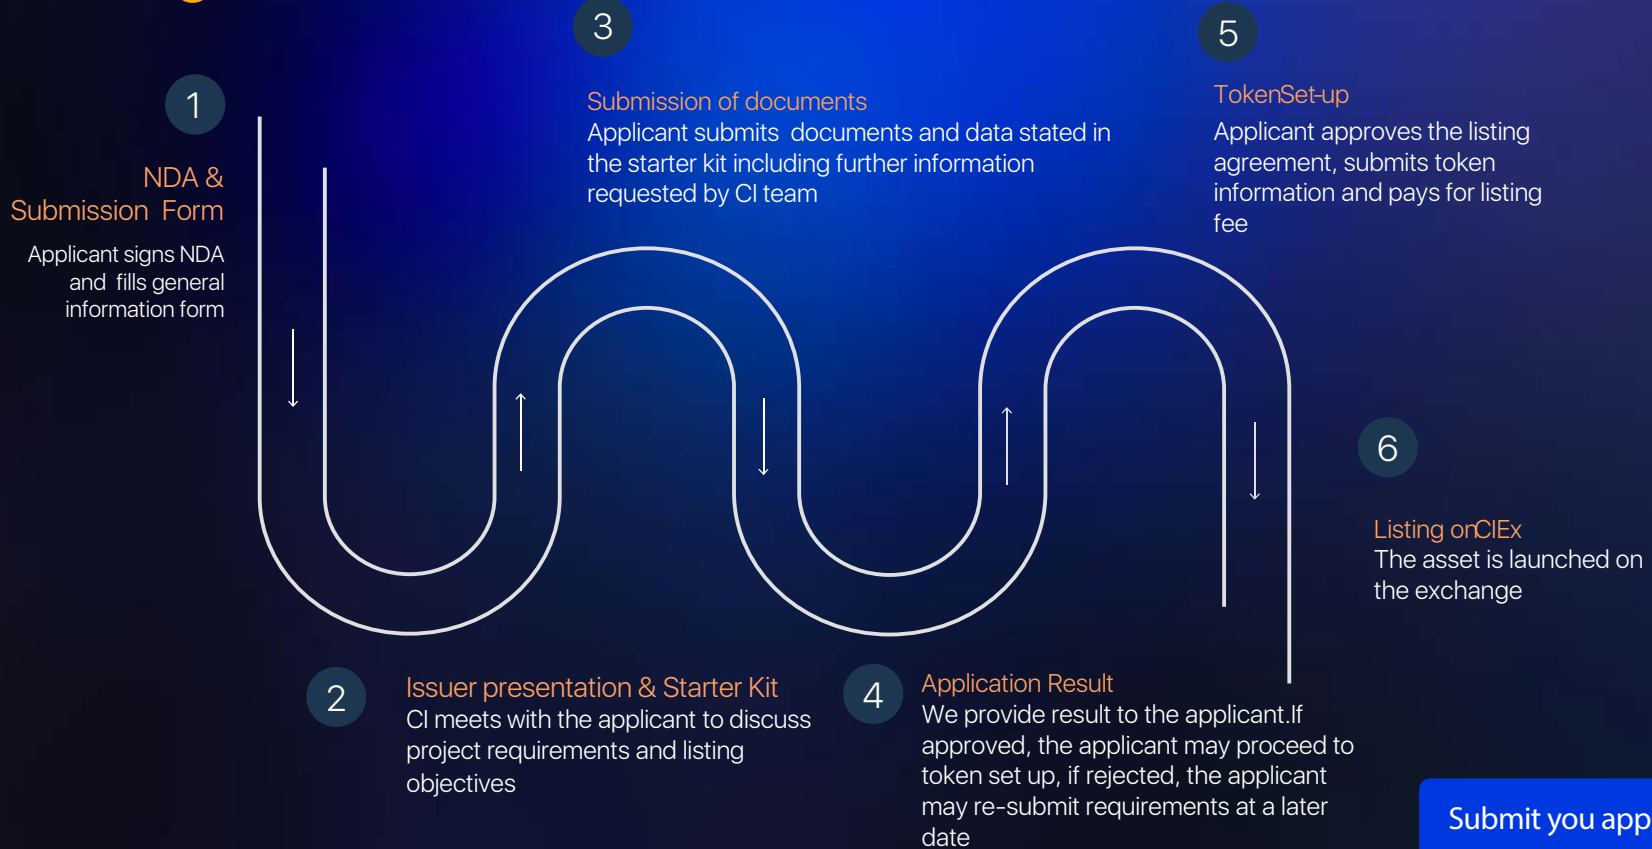 1
NDA &
Submission Form
Applicant signs NDA
and fills general
information form
2
Issuer presentation & Starter Kit
CI meets with the applicant to discuss
project requirements and listing
objectives
3
Submission of documents
Applicant submits documents and data stated in
the starter kit including further information
requested by CI team
4
Application Result
We provide result to the applicant.If
approved, the applicant may proceed to
token set up, if rejected, the applicant
may re-submit requirements at a later
date
5
TokenSet-up
Applicant approves the listing
agreement, submits token
information and pays for listing
fee
6
Listing onCIEx
The asset is launched on
the exchange
Submit you app